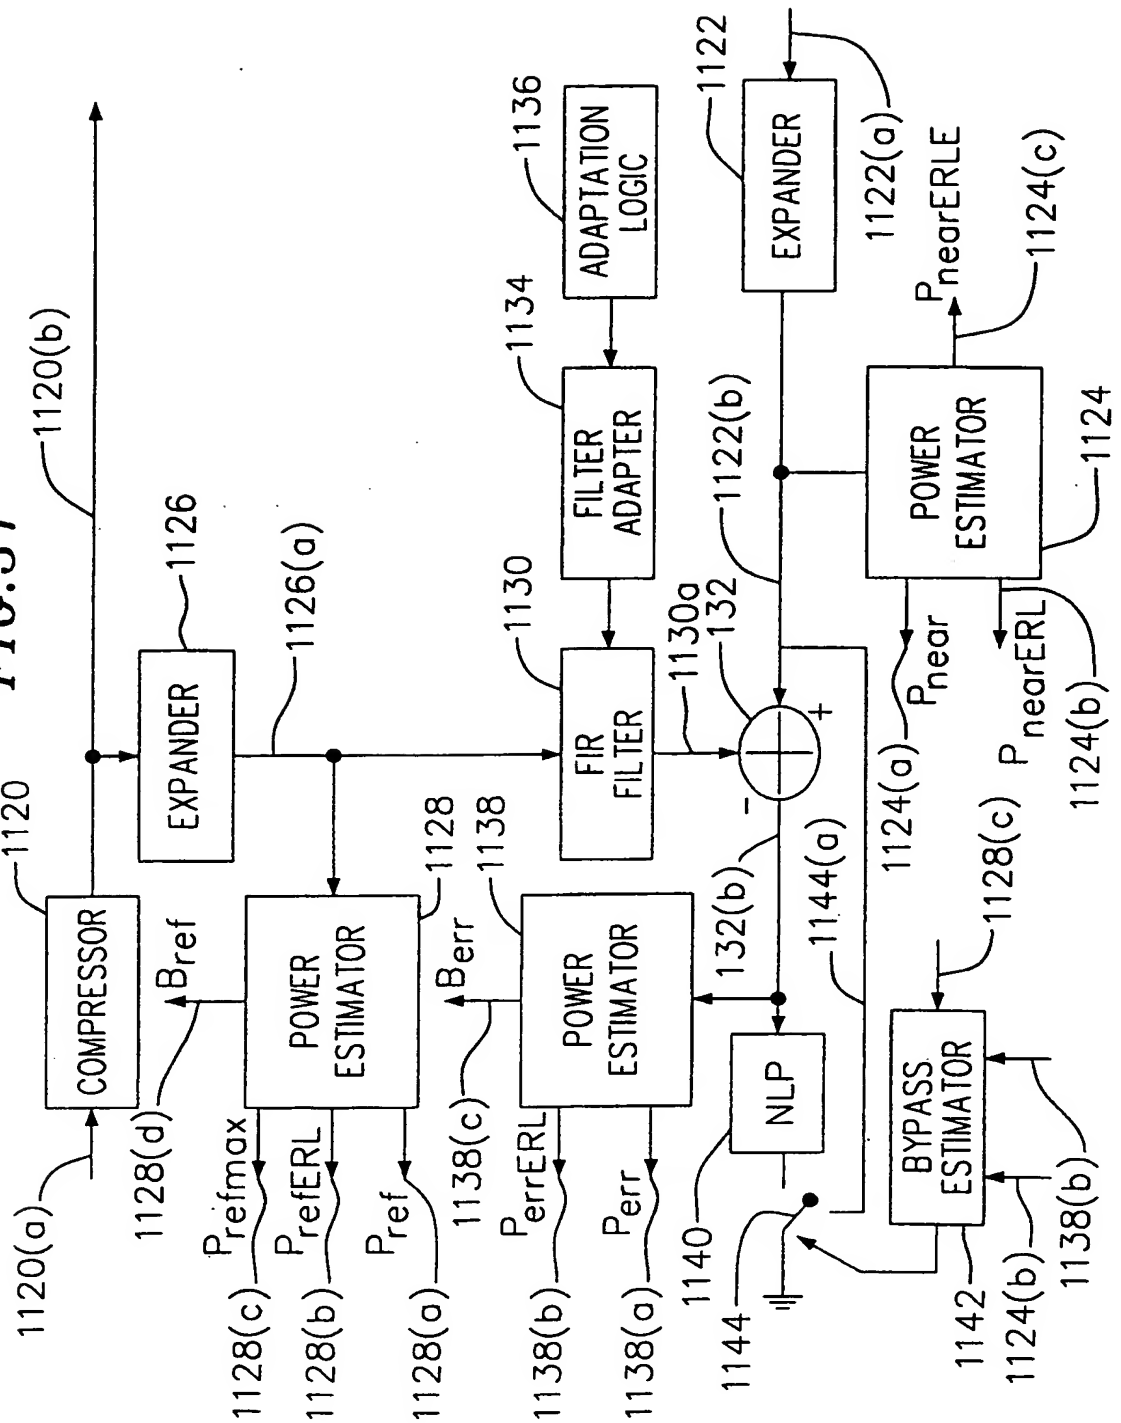 FIG.37
1120(a)
1120
COMPRESSOR
1120(b)
1126
EXPANDER
1126(a)
1128(d)
Bref
1128
POWER
ESTIMATOR
Prefmax
1128(c)
PrefERL
1128(b)
Pref
1128(a)
1138(c)
Berr
1138
POWER
ESTIMATOR
PerrERL
1138(b)
Perr
1138(a)
1130
FIR
FILTER
1130a
1134
FILTER
ADAPTER
1136
ADAPTATION
LOGIC
1140
NLP
132(b)
132
-
+
1122(b)
1122
EXPANDER
1122(a)
1144
1144(a)
1124(a)
Pnear
PnearERL
1124(b)
POWER
ESTIMATOR
1124
PnearERLE
1124(c)
1142
BYPASS
ESTIMATOR
1128(c)
1124(b)
1138(b)